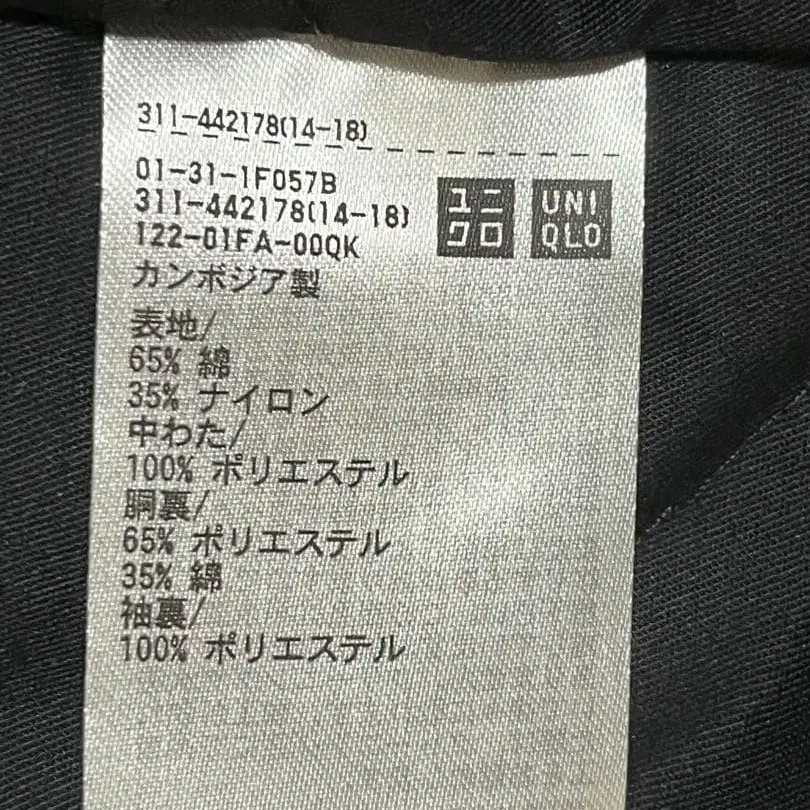 311-442178(14-18)
01-31-1F057B
311-442178(14-18)
122-01FA-00QK
ユニ
クロ
UNI
QLO
カンボジア製
表地/
65% 綿
35% ナイロン
中わた/
100% ポリエステル
胴裏/
65% ポリエステル
35% 綿
袖裏/
100% ポリエステル